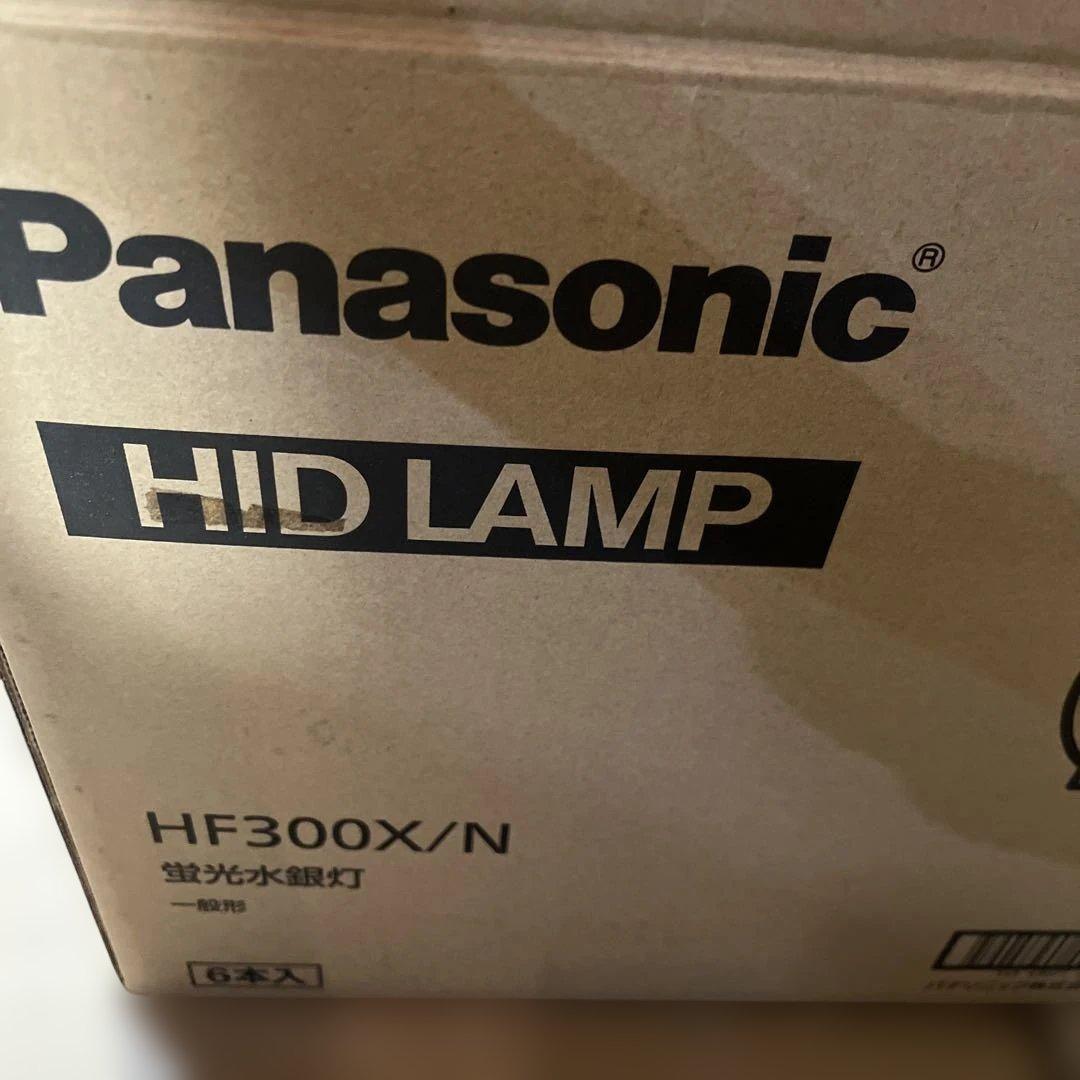 Panasonic®
HID LAMP
HF300X/N
蛍光水銀灯
一般形
6本入